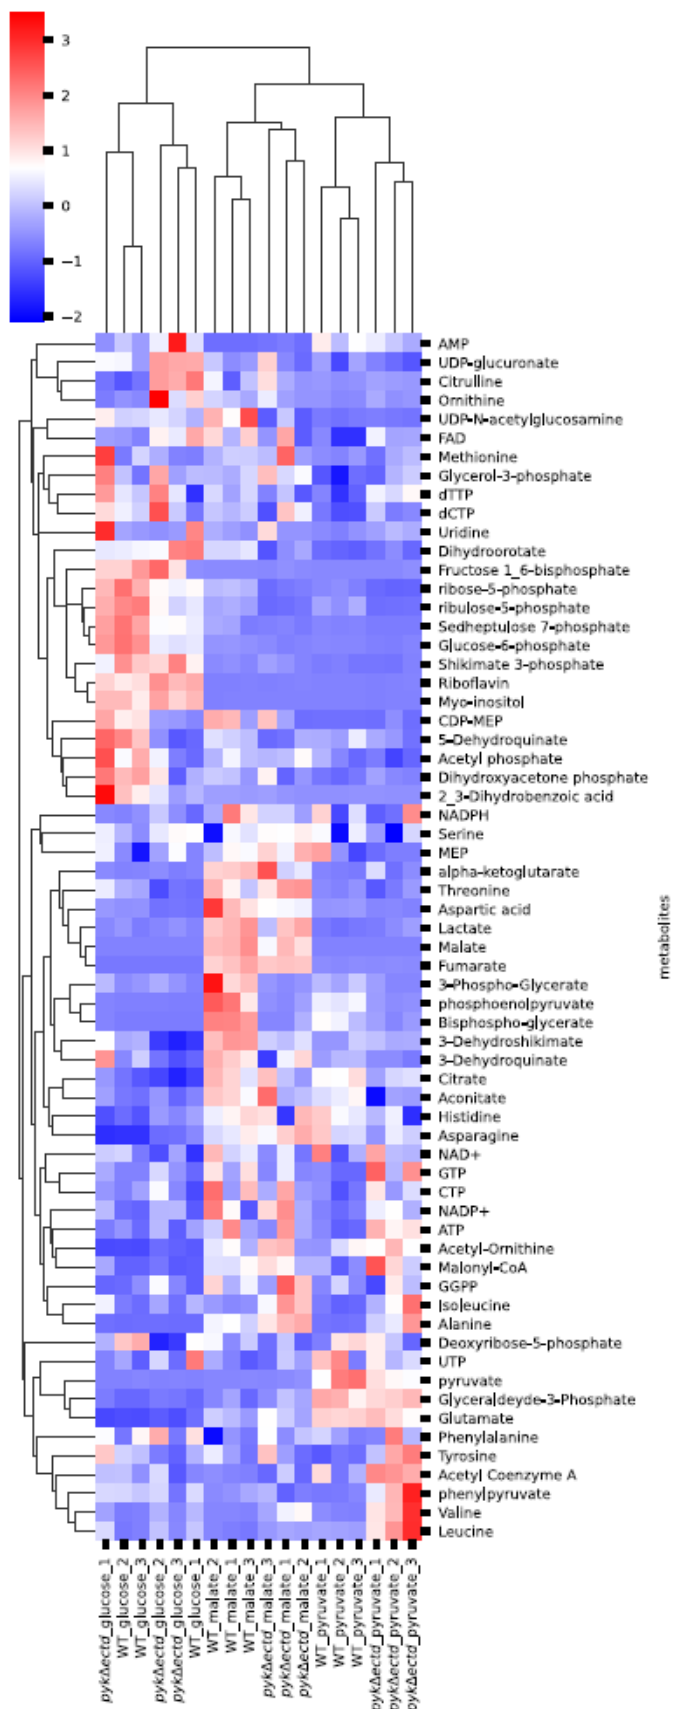 3
2
1
0
−1
−2
AMP
UDP-glucuronate
Citrulline
Ornithine
UDP-N-acetylglucosamine
FAD
Methionine
Glycerol-3-phosphate
dTTP
dCTP
Uridine
Dihydroorotate
Fructose 1_6-bisphosphate
ribose-5-phosphate
ribulose-5-phosphate
Sedheptulose 7-phosphate
Glucose-6-phosphate
Shikimate 3-phosphate
Riboflavin
Myo-inositol
CDP-MEP
5-Dehydroquinate
Acetyl phosphate
Dihydroxyacetone phosphate
2_3-Dihydrobenzoic acid
NADPH
Serine
MEP
alpha-ketoglutarate
Threonine
Aspartic acid
Lactate
Malate
Fumarate
3-Phospho-Glycerate
phosphoenolpyruvate
Bisphospho-glycerate
3-Dehydroshikimate
3-Dehydroquinate
Citrate
Aconitate
Histidine
Asparagine
NAD+
GTP
CTP
NADP+
ATP
Acetyl-Ornithine
Malonyl-CoA
GGPP
Isoleucine
Alanine
Deoxyribose-5-phosphate
UTP
pyruvate
Glyceraldeyde-3-Phosphate
Glutamate
Phenylalanine
Tyrosine
Acetyl Coenzyme A
phenylpyruvate
Valine
Leucine
metabolites
pykΔectd_glucose_1
WT_glucose_2
WT_glucose_3
pykΔectd_glucose_2
pykΔectd_glucose_3
WT_glucose_1
WT_malate_2
WT_malate_1
WT_malate_3
pykΔectd_malate_3
pykΔectd_malate_1
pykΔectd_malate_2
WT_pyruvate_1
WT_pyruvate_2
WT_pyruvate_3
pykΔectd_pyruvate_1
pykΔectd_pyruvate_2
pykΔectd_pyruvate_3